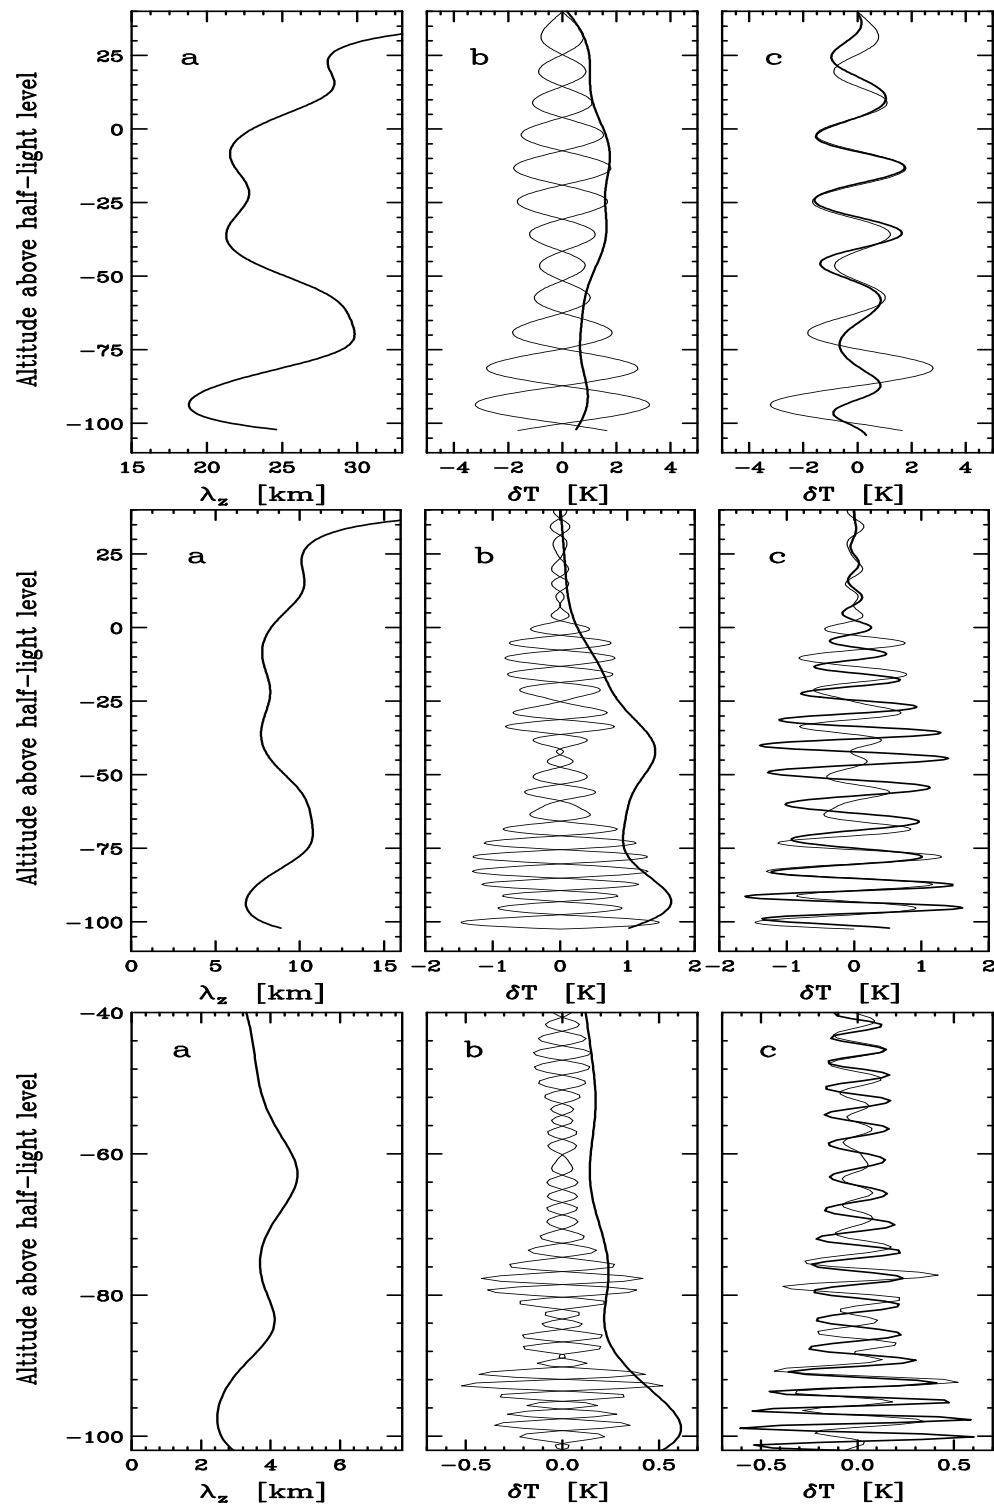 Altitude above half-light level
25
0
−25
−50
−75
−100
a
b
c
15 20 25 30
−4 −2 0 2 4
−4 −2 0 2 4
λz [km]
δT [K]
δT [K]
Altitude above half-light level
25
0
−25
−50
−75
−100
a
b
c
0 5 10 15
−2 −1 0 1 2
−2 −1 0 1 2
λz [km]
δT [K]
δT [K]
Altitude above half-light level
−40
−60
−80
−100
a
b
c
0 2 4 6
−0.5 0.0 0.5
−0.5 0.0 0.5
λz [km]
δT [K]
δT [K]